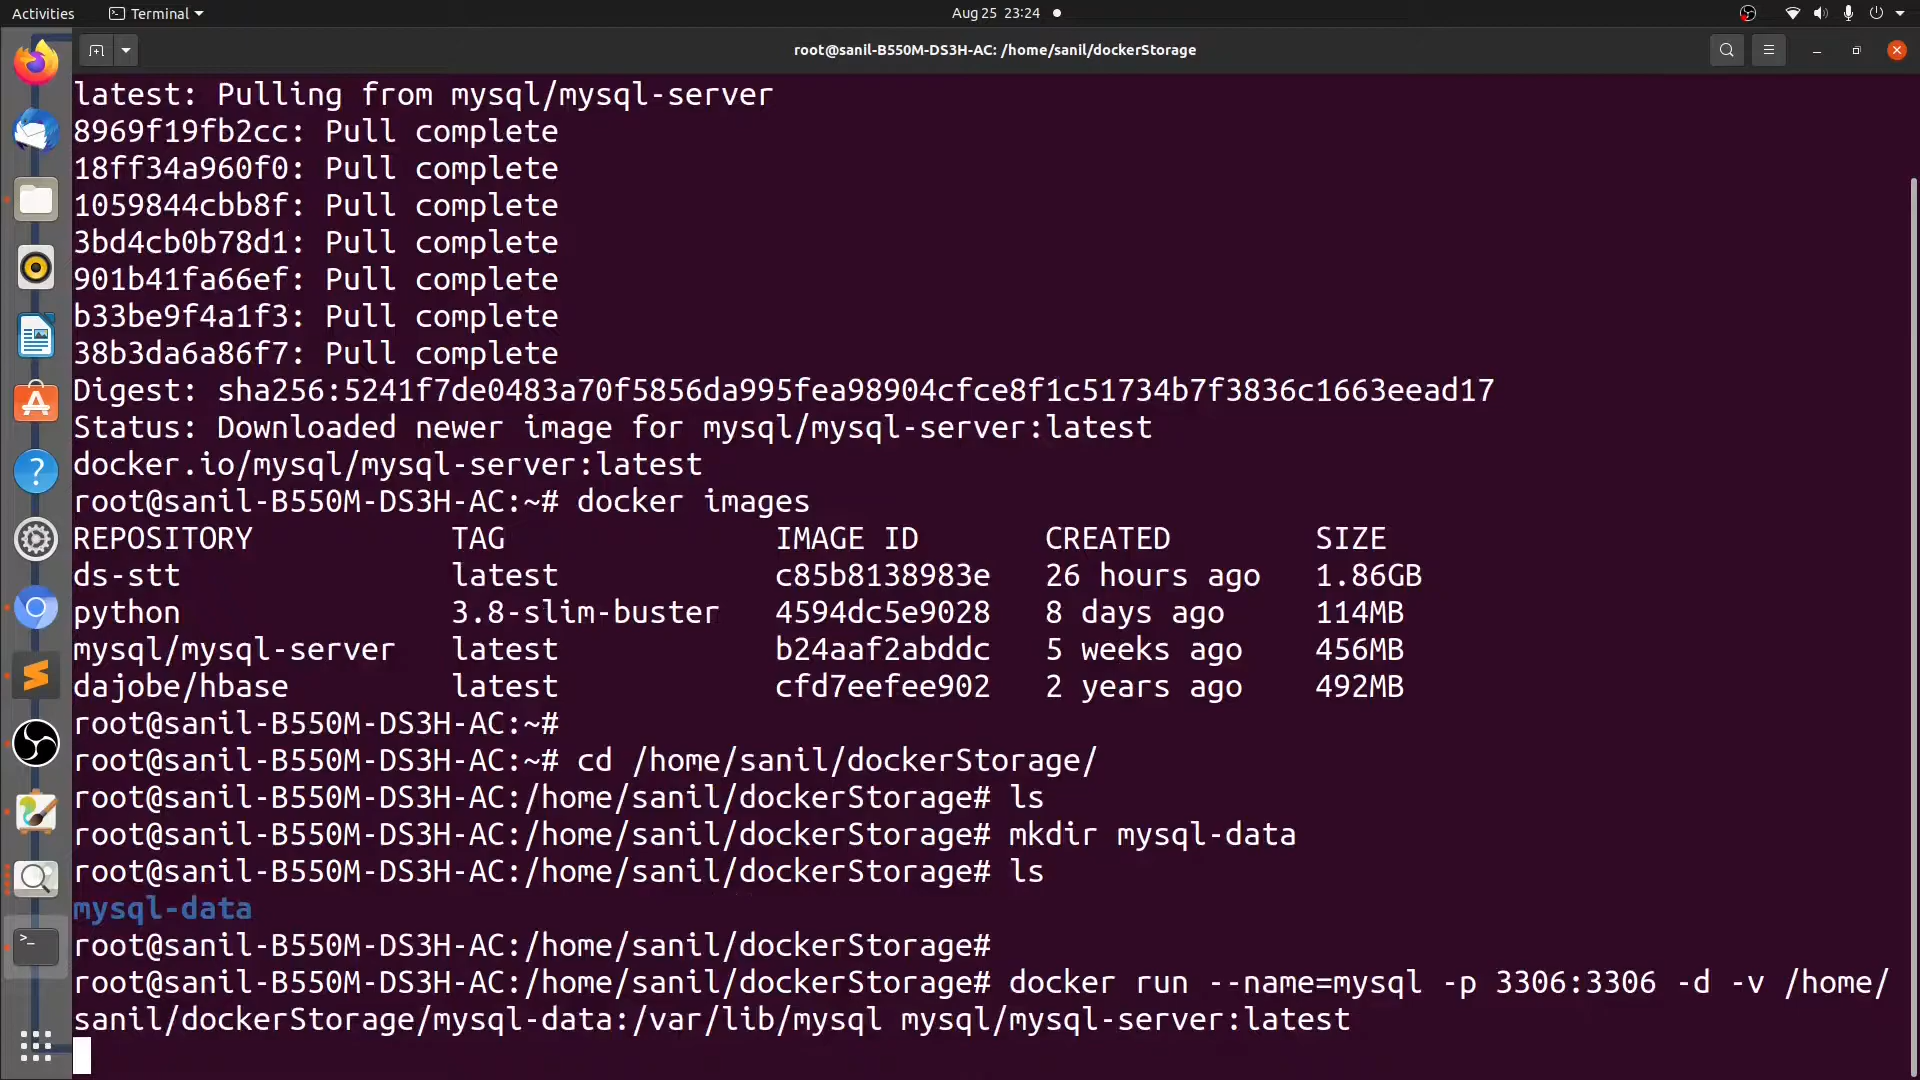 Activities Terminal Aug 25 23:24
root@sanil-B550M-DS3H-AC: /home/sanil/dockerStorage
latest: Pulling from mysql/mysql-server
8969f19fb2cc: Pull complete
18ff34a960f0: Pull complete
1059844cbb8f: Pull complete
3bd4cb0b78d1: Pull complete
901b41fa66ef: Pull complete
b33be9f4a1f3: Pull complete
38b3da6a86f7: Pull complete
Digest: sha256:5241f7de0483a70f5856da995fea98904cfce8f1c51734b7f3836c1663eead17
Status: Downloaded newer image for mysql/mysql-server:latest
docker.io/mysql/mysql-server:latest
root@sanil-B550M-DS3H-AC:~# docker images
REPOSITORY TAG IMAGE ID CREATED SIZE
ds-stt latest c85b8138983e 26 hours ago 1.86GB
python 3.8-slim-buster 4594dc5e9028 8 days ago 114MB
mysql/mysql-server latest b24aaf2abddc 5 weeks ago 456MB
dajobe/hbase latest cfd7eefee902 2 years ago 492MB
root@sanil-B550M-DS3H-AC:~#
root@sanil-B550M-DS3H-AC:~# cd /home/sanil/dockerStorage/
root@sanil-B550M-DS3H-AC:/home/sanil/dockerStorage# ls
root@sanil-B550M-DS3H-AC:/home/sanil/dockerStorage# mkdir mysql-data
root@sanil-B550M-DS3H-AC:/home/sanil/dockerStorage# ls
mysql-data
root@sanil-B550M-DS3H-AC:/home/sanil/dockerStorage#
root@sanil-B550M-DS3H-AC:/home/sanil/dockerStorage# docker run --name=mysql -p 3306:3306 -d -v /home/
sanil/dockerStorage/mysql-data:/var/lib/mysql mysql/mysql-server:latest